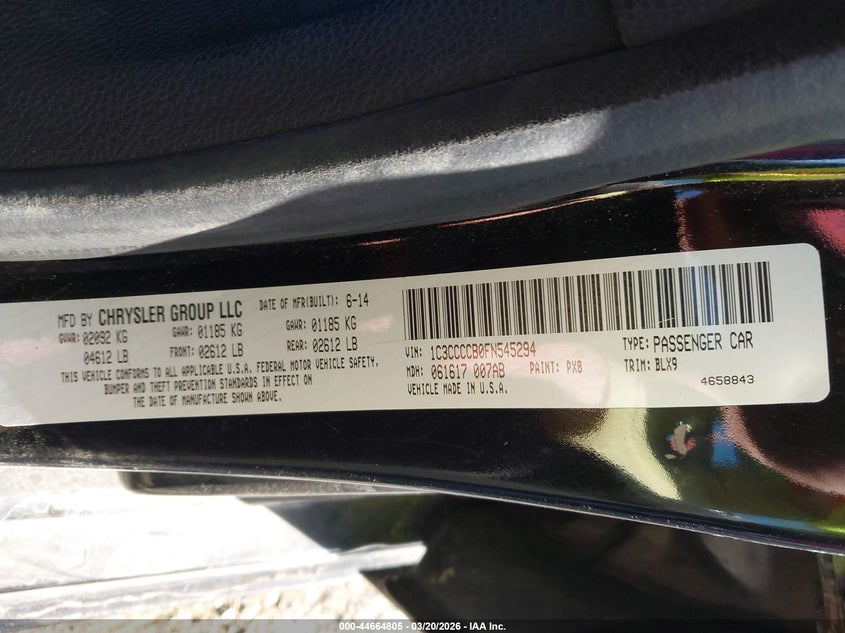 MFD BY CHRYSLER GROUP LLC DATE OF MFR(BUILT): 6-14
GVWR: 02092 KG GAWR: 01185 KG GAWR: 01185 KG
04612 LB FRONT: 02612 LB REAR: 02612 LB
THIS VEHICLE CONFORMS TO ALL APPLICABLE U.S.A. FEDERAL MOTOR VEHICLE SAFETY,
BUMPER AND THEFT PREVENTION STANDARDS IN EFFECT ON
THE DATE OF MANUFACTURE SHOWN ABOVE.
VIN: 1C3CCCCB0FN545294 TYPE: PASSENGER CAR
MDH: 061617 007AB PAINT: PX8 TRIM: BLX9
VEHICLE MADE IN U.S.A. 4658843
000-44664805 - 03/20/2026 - IAA Inc.